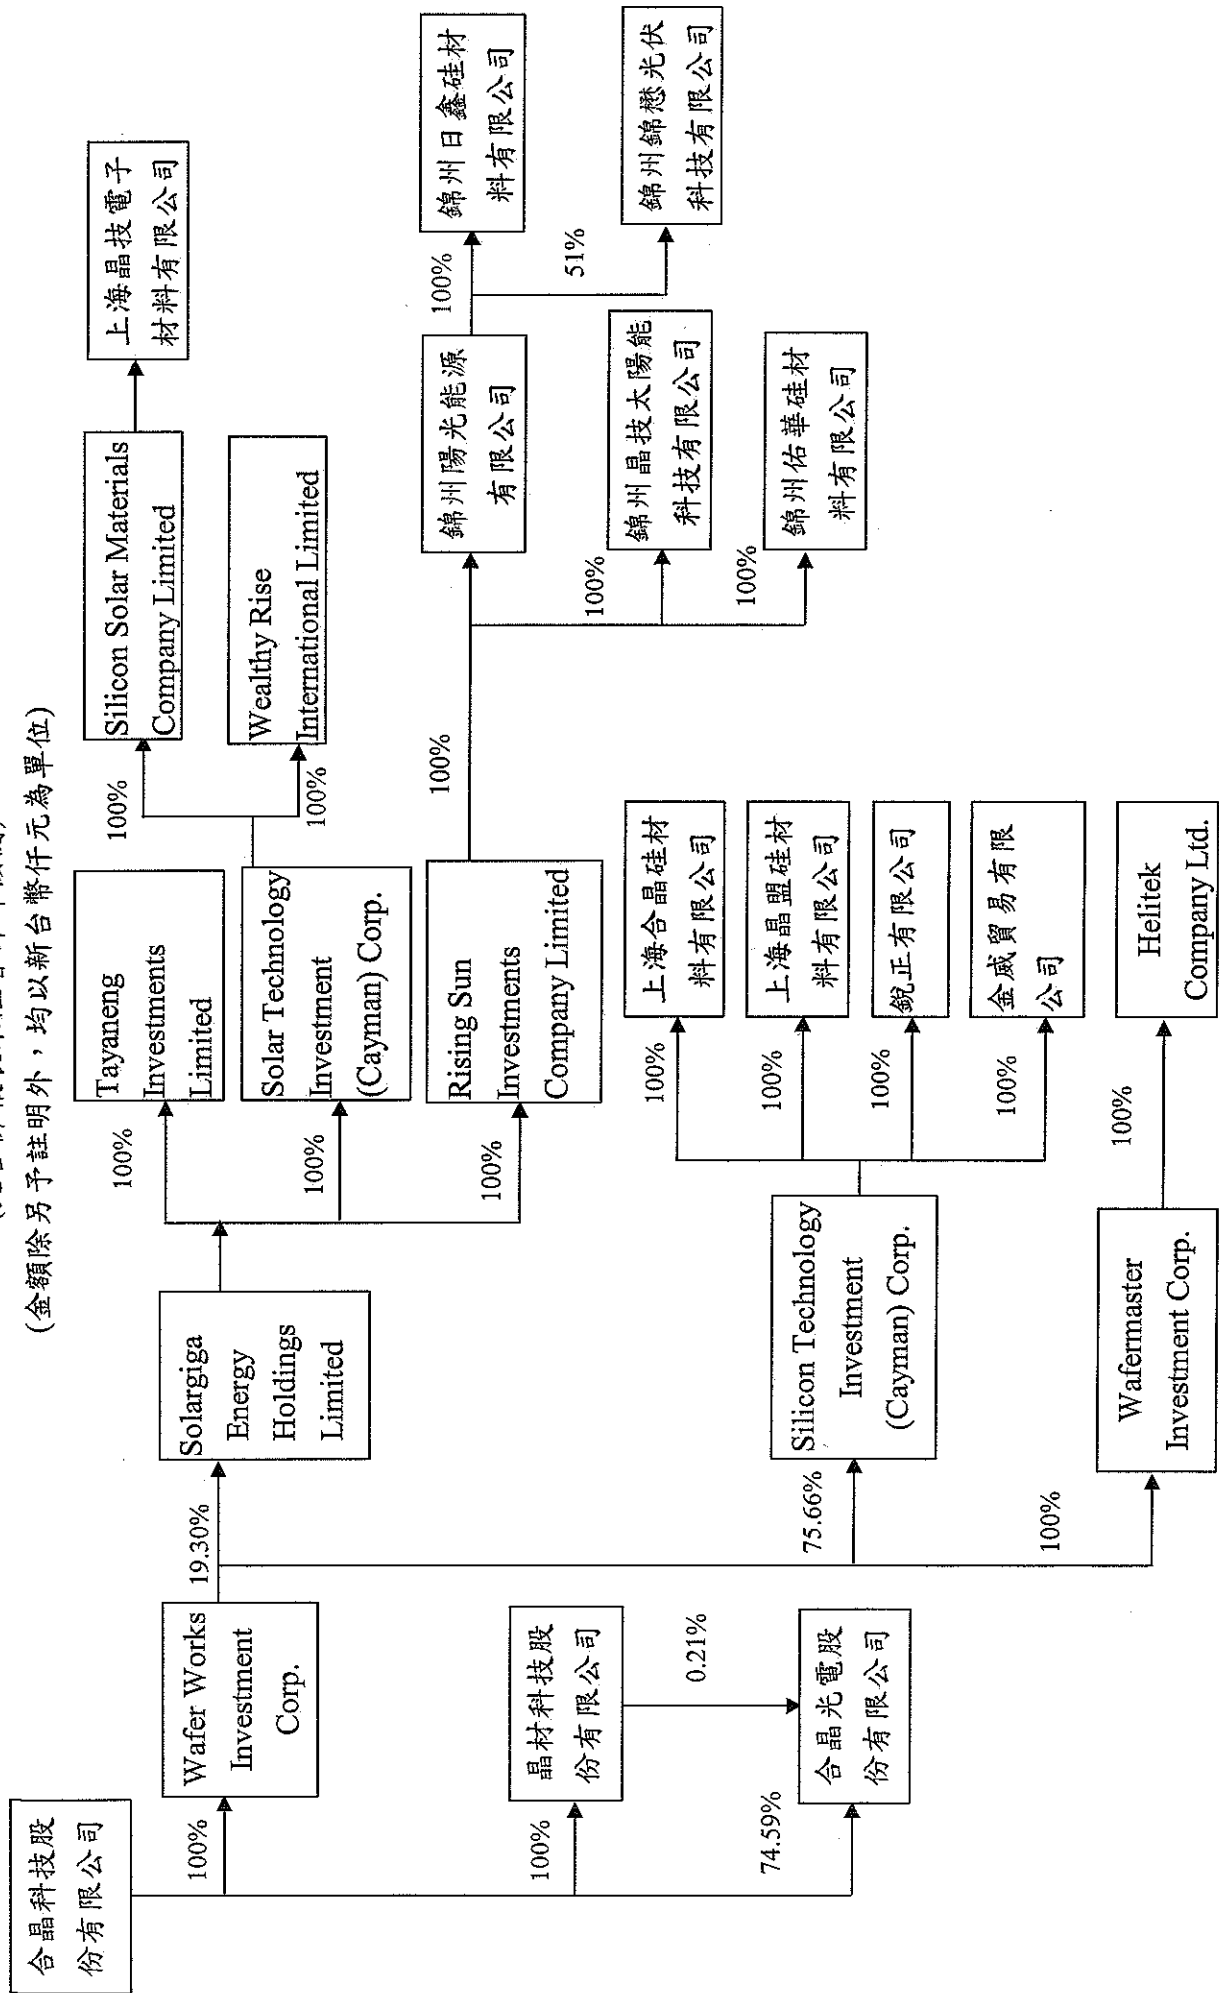 (金額除另予註明外，均以新台幣仟元為單位)
合晶科技股
份有限公司
100%
Wafer Works
Investment
Corp.
100%
晶材科技股
份有限公司
0.21%
74.59%
合晶光電股
份有限公司
19.30%
Solargiga
Energy
Holdings
Limited
75.66%
Silicon Technology
Investment
(Cayman) Corp.
100%
Wafermaster
Investment Corp.
100%
Tayaneng
Investments
Limited
100%
Solar Technology
Investment
(Cayman) Corp.
100%
Rising Sun
Investments
Company Limited
100%
上海合晶硅材
料有限公司
100%
上海晶盟硅材
料有限公司
100%
銳正有限公司
100%
金威貿易有限
公司
100%
Helitek
Company Ltd.
100%
Silicon Solar Materials
Company Limited
100%
Wealthy Rise
International Limited
上海晶技電子
材料有限公司
100%
錦州陽光能源
有限公司
100%
錦州晶技太陽能
科技有限公司
100%
錦州佑華硅材
料有限公司
100%
錦州日鑫硅材
料有限公司
51%
錦州錦懋光伏
科技有限公司